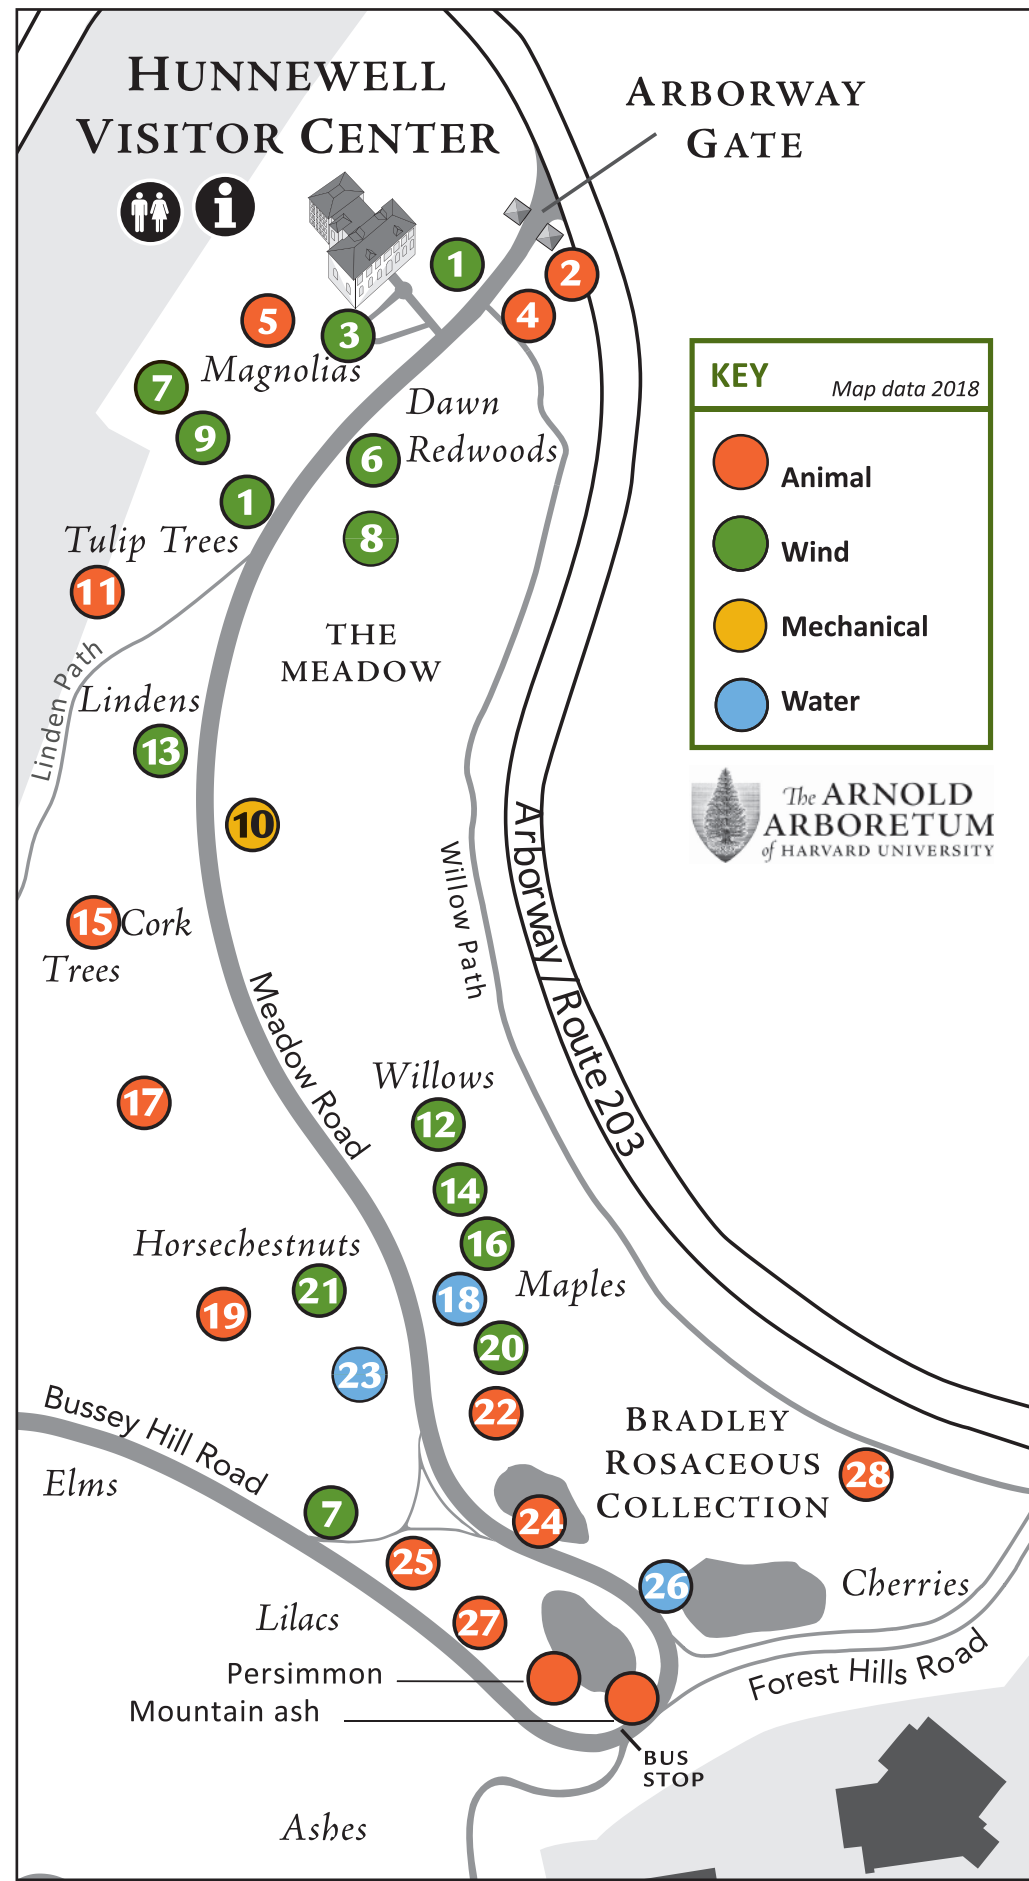 HUNNEWELL
VISITOR CENTER
ARBORWAY
GATE
i
1
2
4
5
3
Magnolias
7
9
Dawn
Redwoods
6
1
8
Tulip Trees
11
KEY
Map data 2018
Animal
Wind
Mechanical
Water
The ARNOLD
ARBORETUM
of HARVARD UNIVERSITY
THE
MEADOW
Linden Path
Lindens
13
10
Arborway / Route 203
Willow Path
15 Cork
Trees
Meadow Road
17
Willows
12
14
16
Horsechestnuts
21
19
18
Maples
20
23
22
Bussey Hill Road
Elms
BRADLEY
ROSACEOUS
COLLECTION
28
7
24
25
26
Cherries
Lilacs
27
Persimmon
Mountain ash
Forest Hills Road
BUS
STOP
Ashes